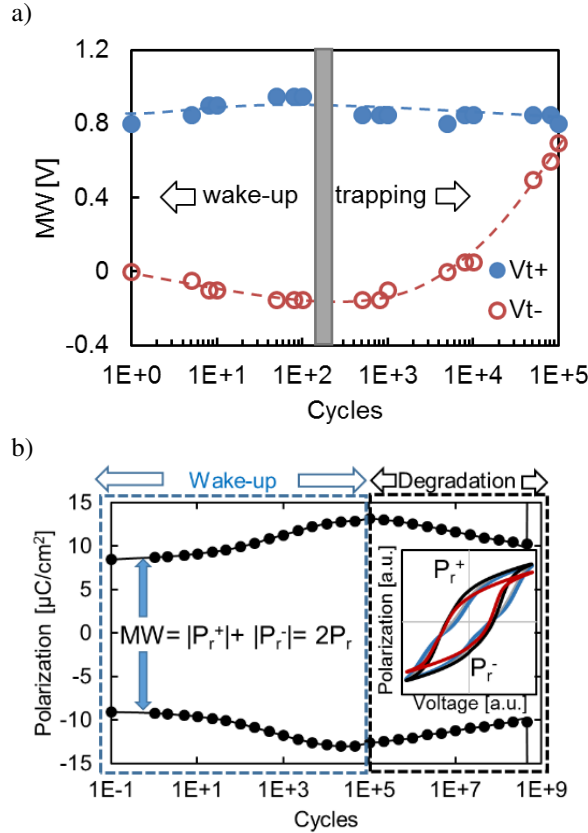 a)
1.2
0.8
0.4
0
-0.4
MW [V]
wake-up
trapping
Vt+
Vt-
1E+0 1E+1 1E+2 1E+3 1E+4 1E+5
Cycles
b)
Wake-up
Degradation
15
10
5
0
-5
-10
-15
Polarization [µC/cm²]
MW = |Pr⁺| + |Pr⁻| = 2Pr
Polarization [a.u.]
Pr⁺
Pr⁻
Voltage [a.u.]
1E-1 1E+1 1E+3 1E+5 1E+7 1E+9
Cycles